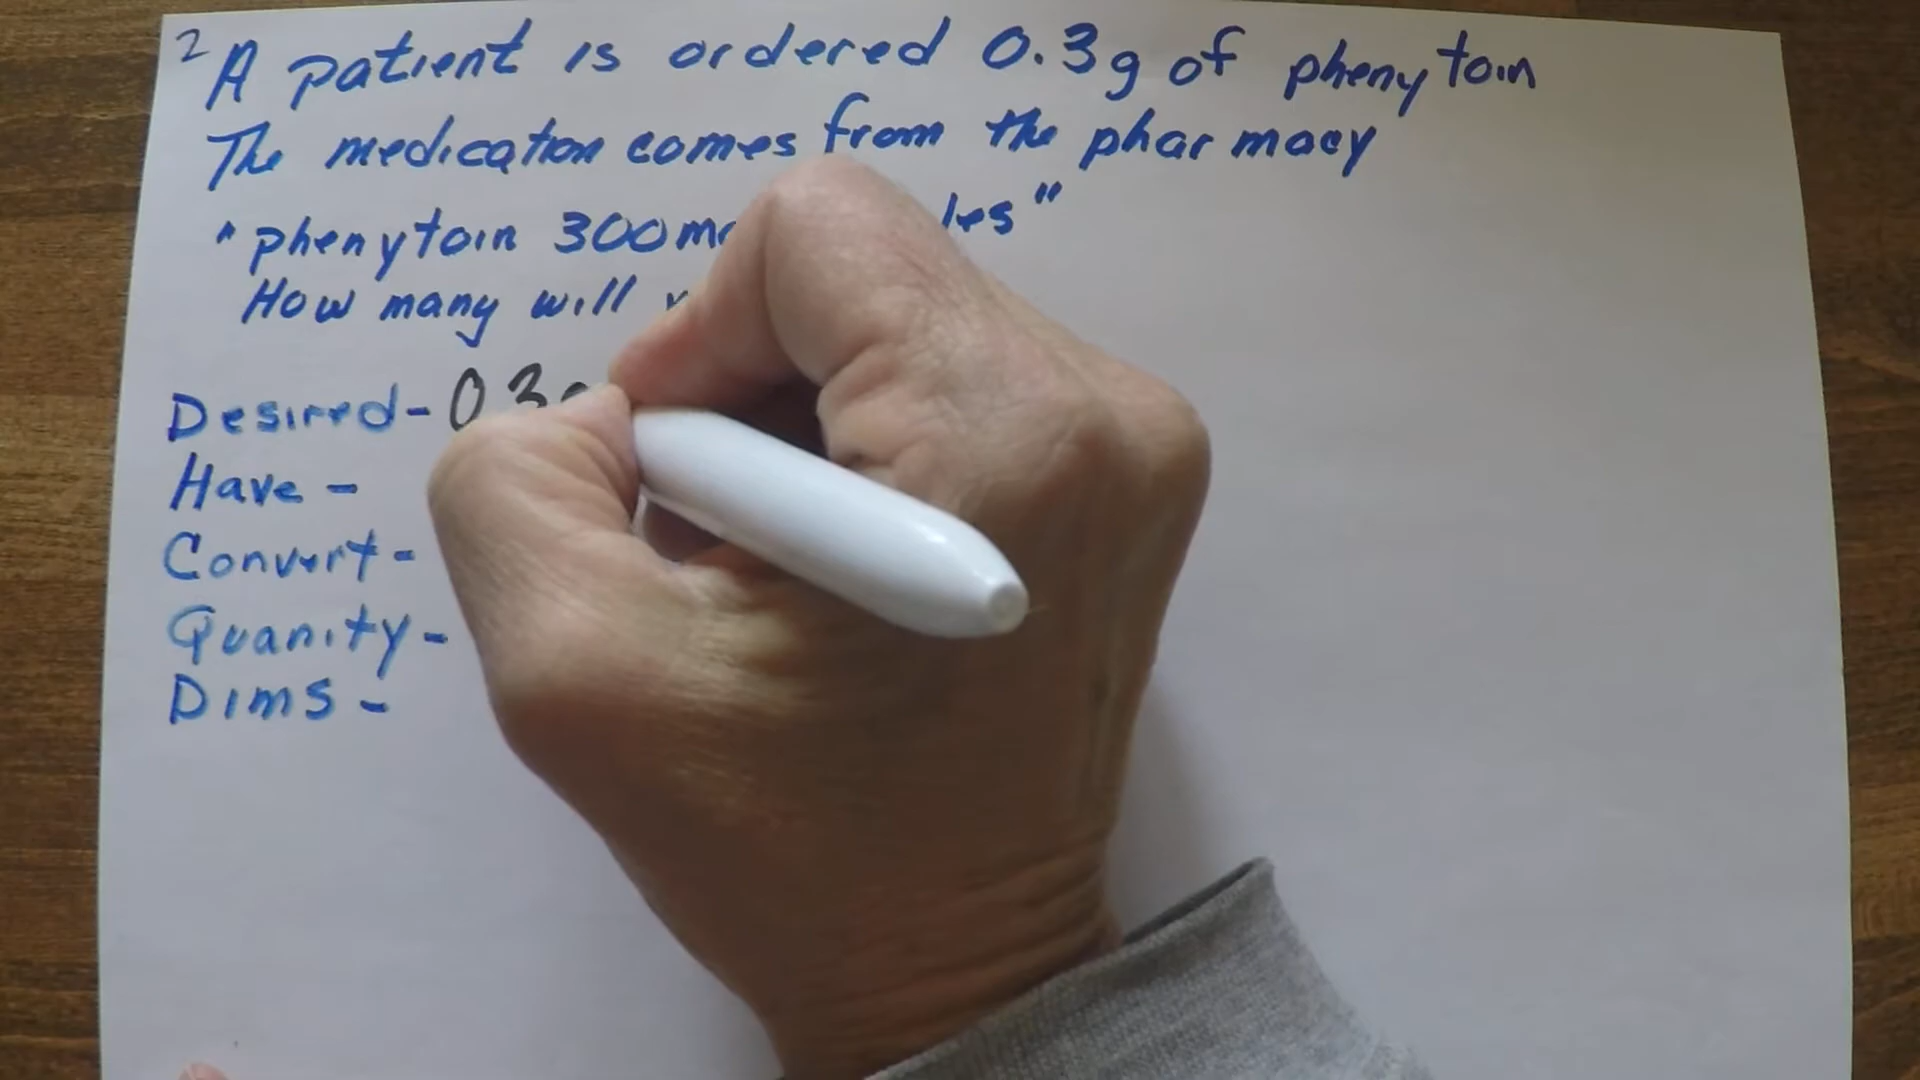 2 A patient is ordered 0.3g of phenytoin
The medication comes from the pharmacy
"phenytoin 300m
How many will
Desired - 0.3g
Have -
Convert -
Quanity -
Dims -